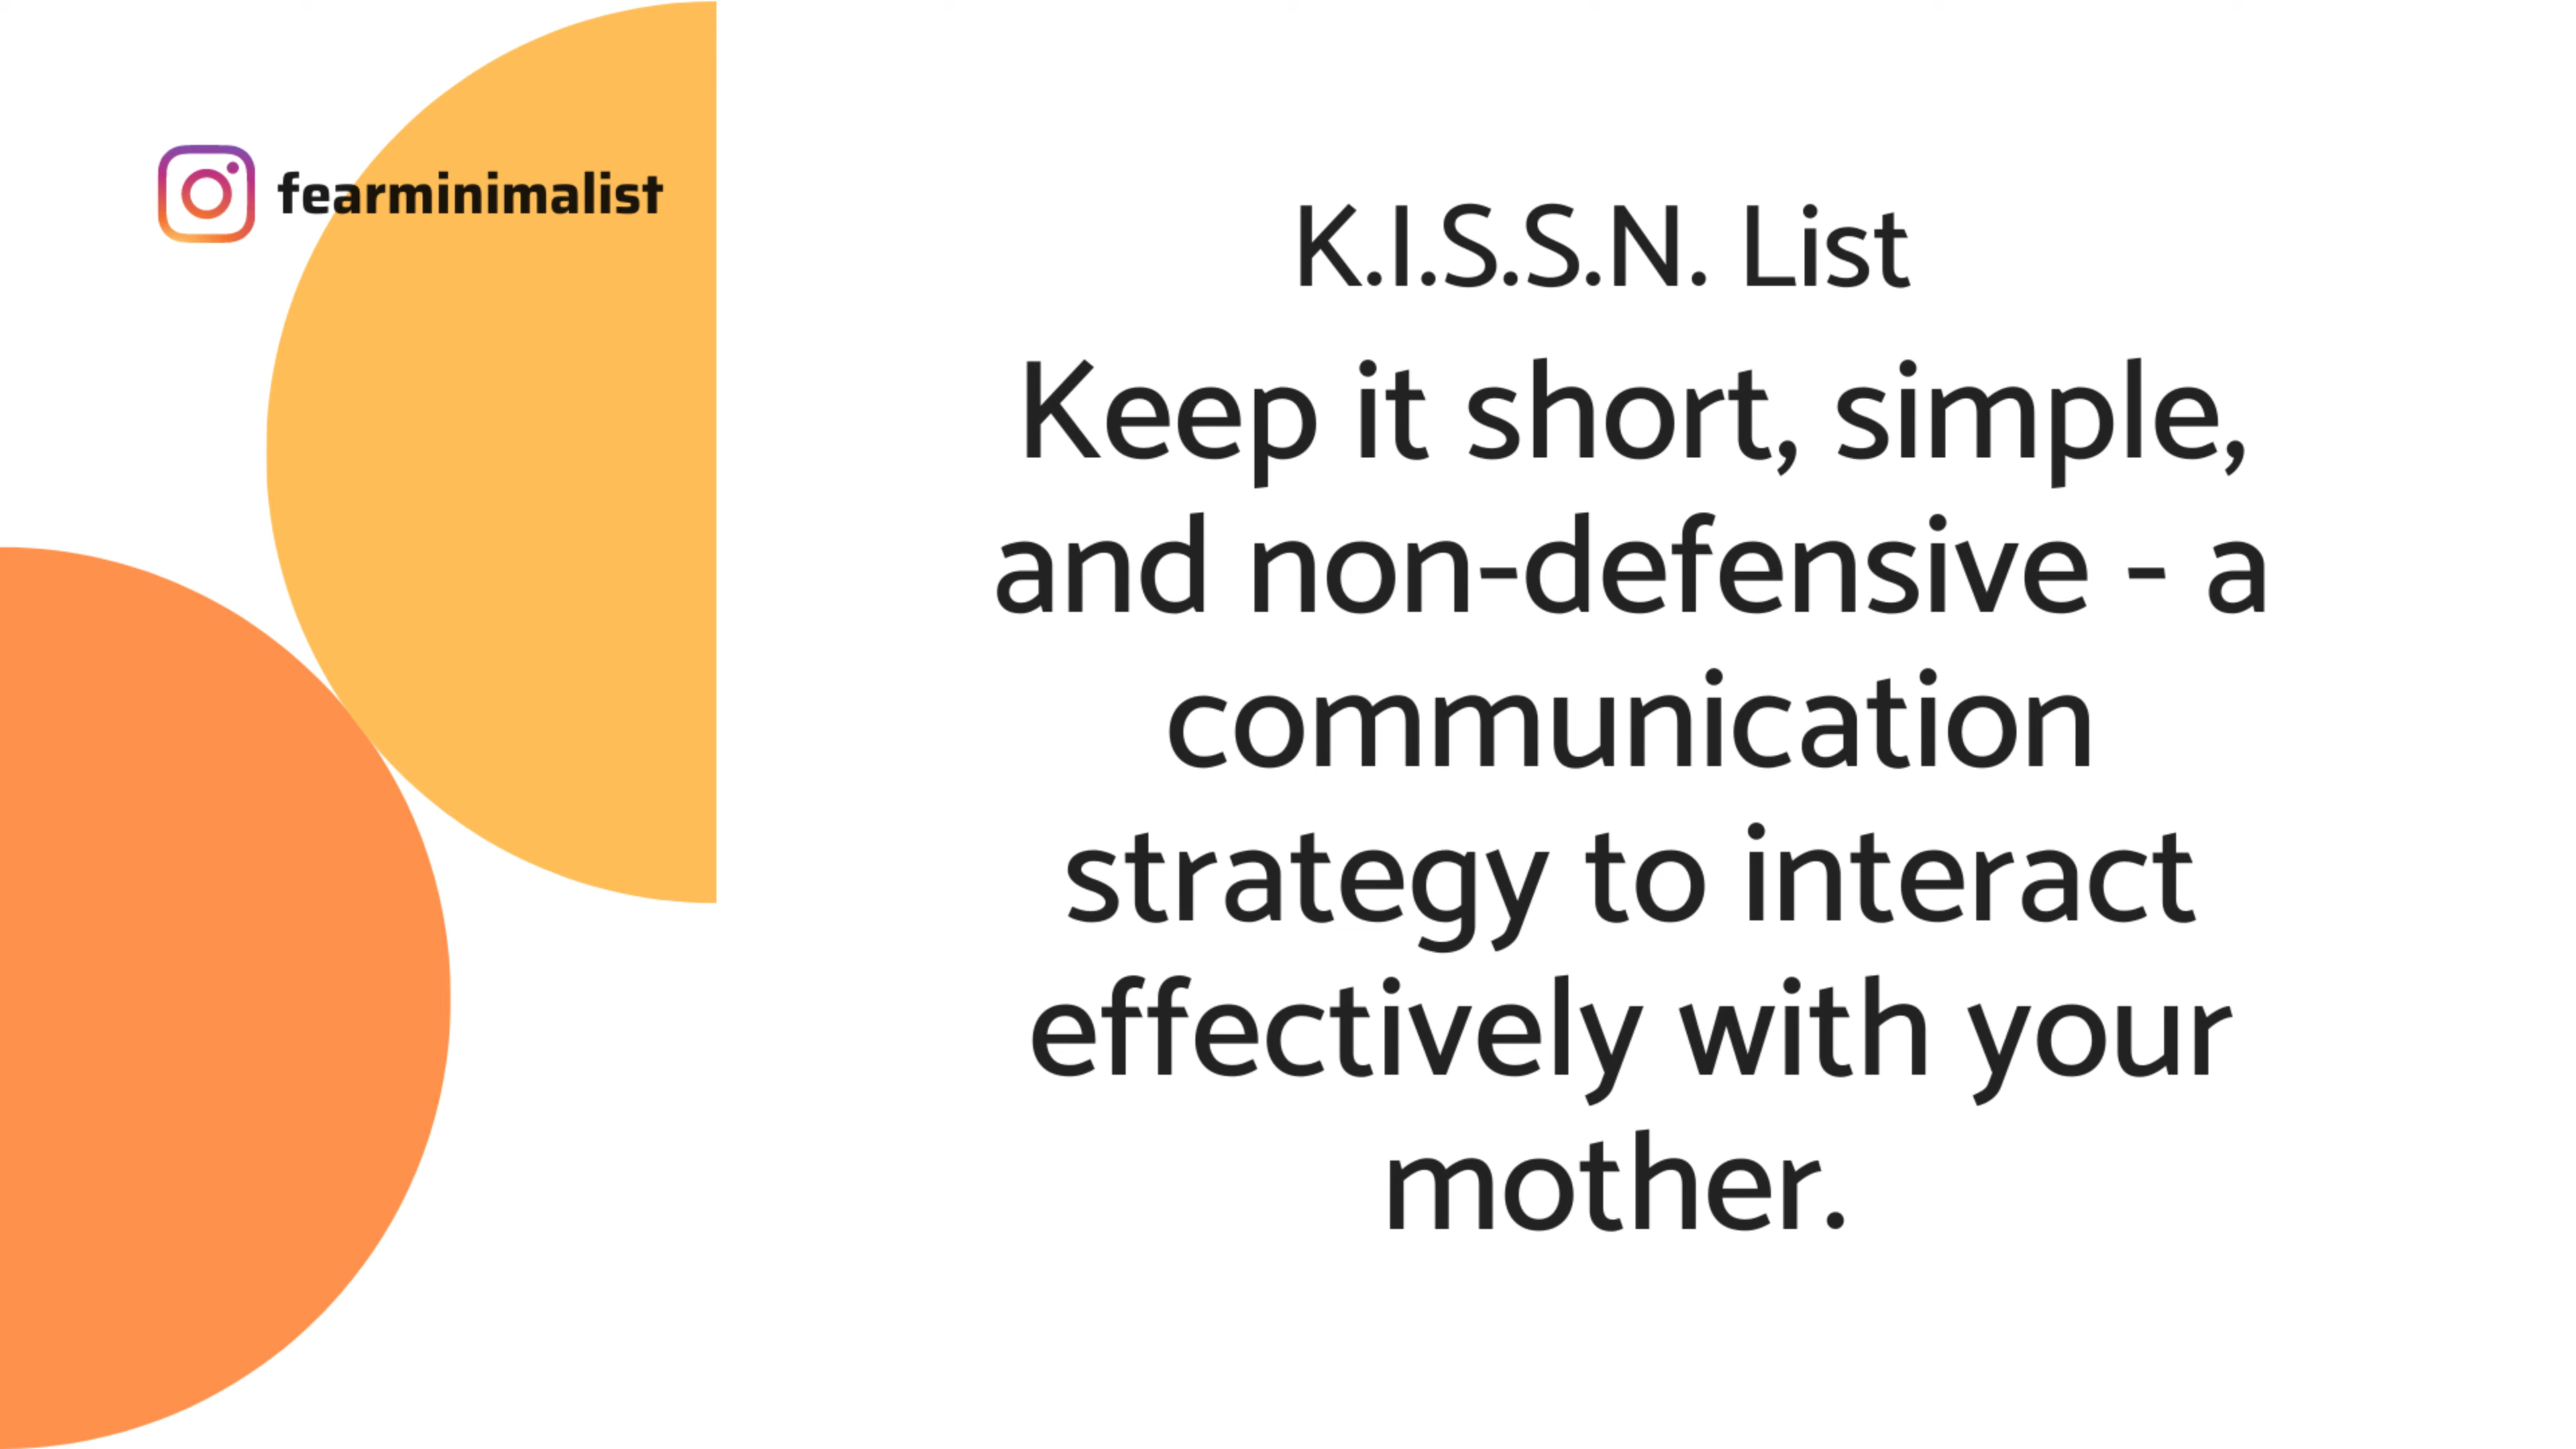 fearminimalist
K.I.S.S.N. List
Keep it short, simple,
and non-defensive - a
communication
strategy to interact
effectively with your
mother.